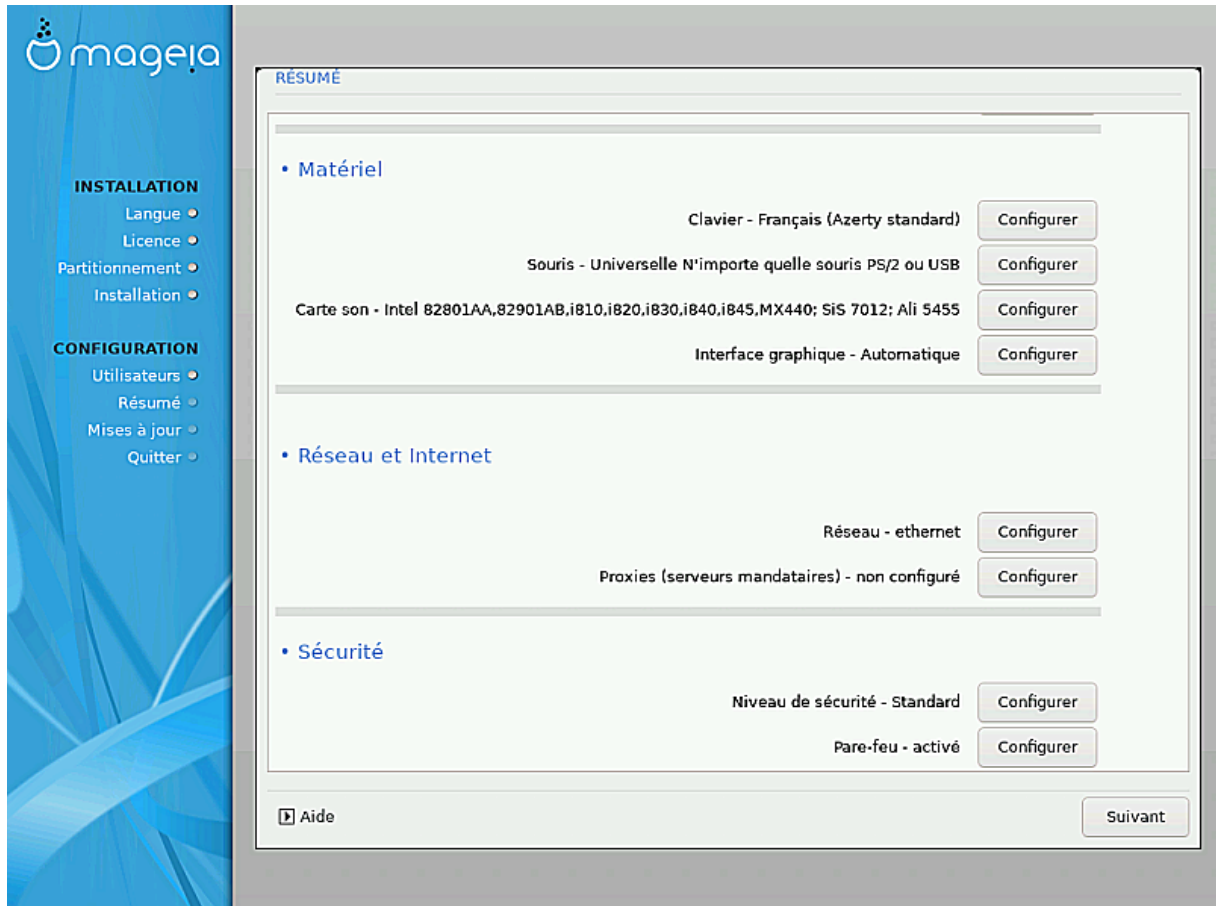 mageia
INSTALLATION
Langue
Licence
Partitionnement
Installation
CONFIGURATION
Utilisateurs
Résumé
Mises à jour
Quitter
RÉSUMÉ
• Matériel
Clavier - Français (Azerty standard) Configurer
Souris - Universelle N'importe quelle souris PS/2 ou USB Configurer
Carte son - Intel 82801AA,82901AB,i810,i820,i830,i840,i845,MX440; SiS 7012; Ali 5455 Configurer
Interface graphique - Automatique Configurer
• Réseau et Internet
Réseau - ethernet Configurer
Proxies (serveurs mandataires) - non configuré Configurer
• Sécurité
Niveau de sécurité - Standard Configurer
Pare-feu - activé Configurer
Aide
Suivant